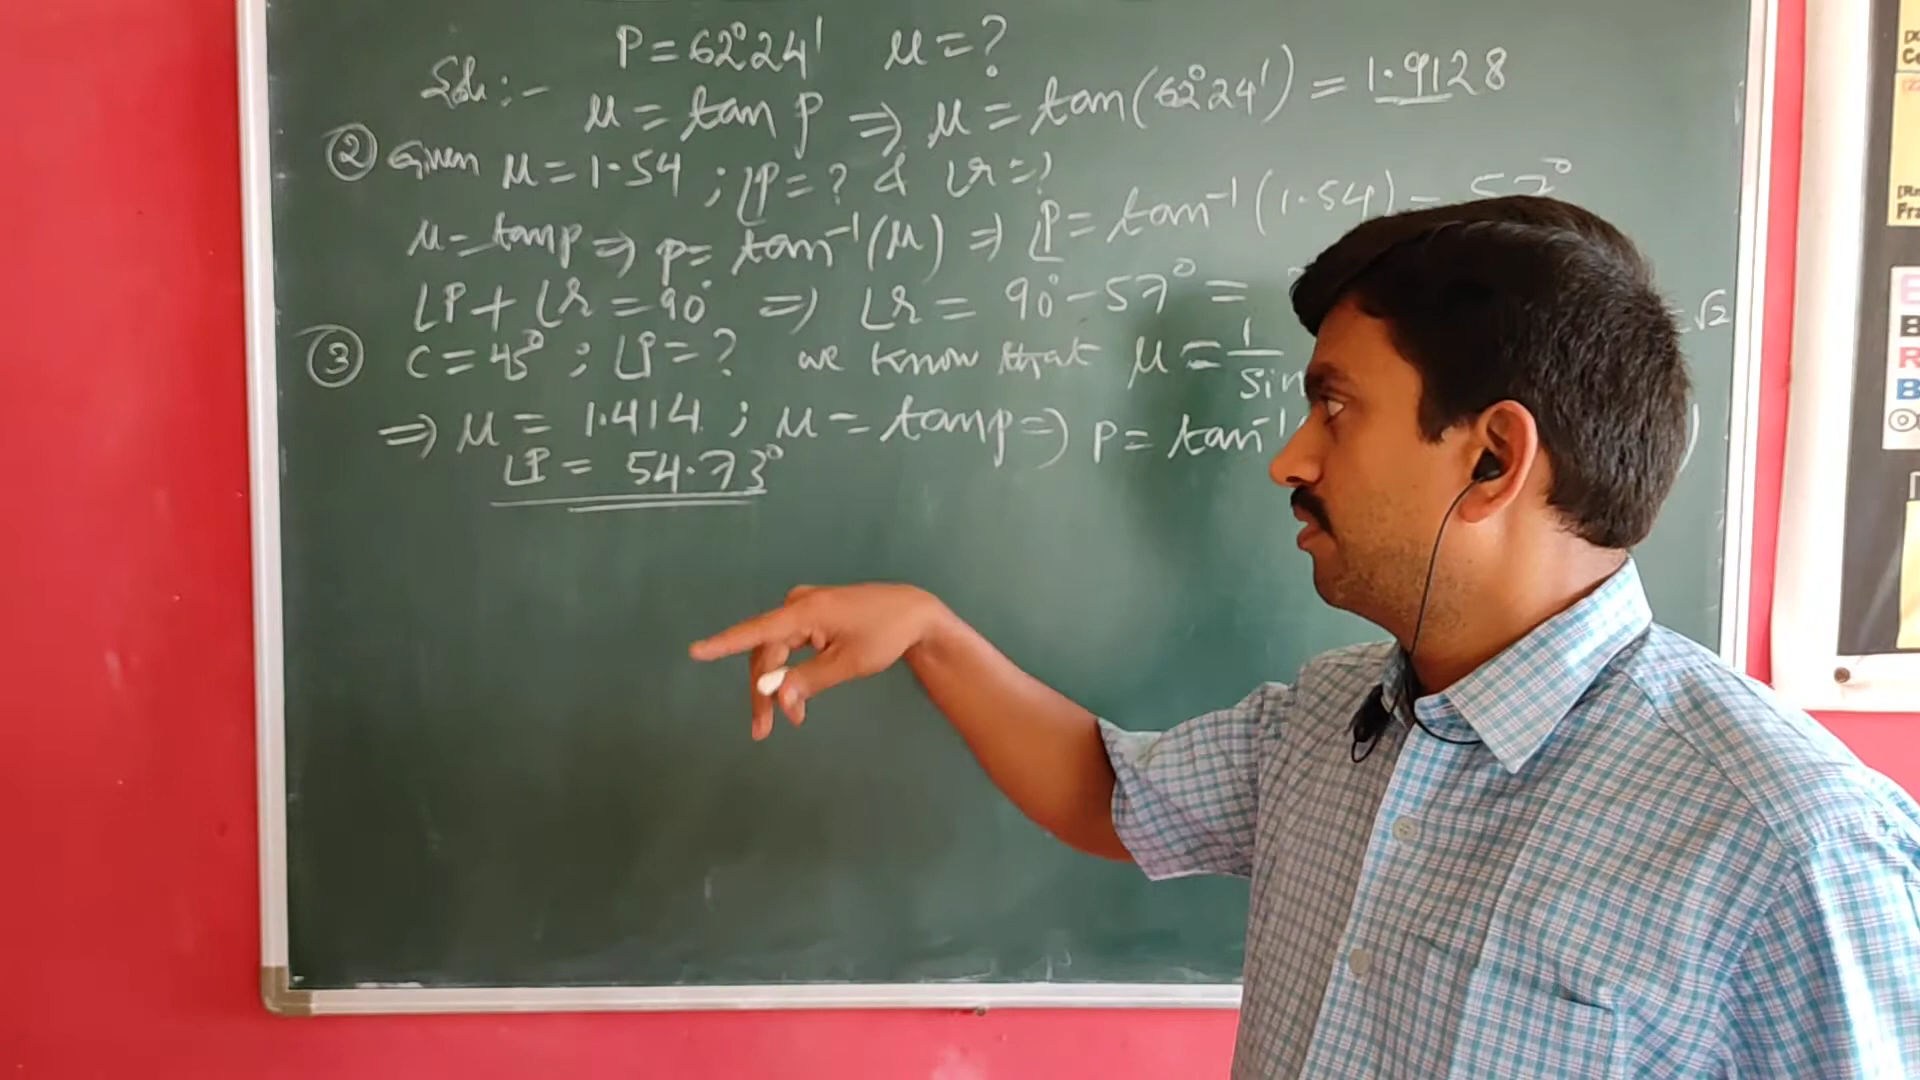 P = 62°24' μ = ?
Sol :- μ = tan p ⇒ μ = tan(62°24') = 1.9128
② Given μ = 1.54 ; ∠P = ? & ∠r = ?
μ = tan p ⇒ p = tan⁻¹(μ) ⇒ ∠P = tan⁻¹(1.54) = 57°
∠P + ∠r = 90° ⇒ ∠r = 90° - 57° =
③ C = 45° ; ∠P = ? we know that μ = 1/Sin √2
⇒ μ = 1.414 ; μ = tan p ⇒ P = tan⁻¹ )
∠P = 54.73°